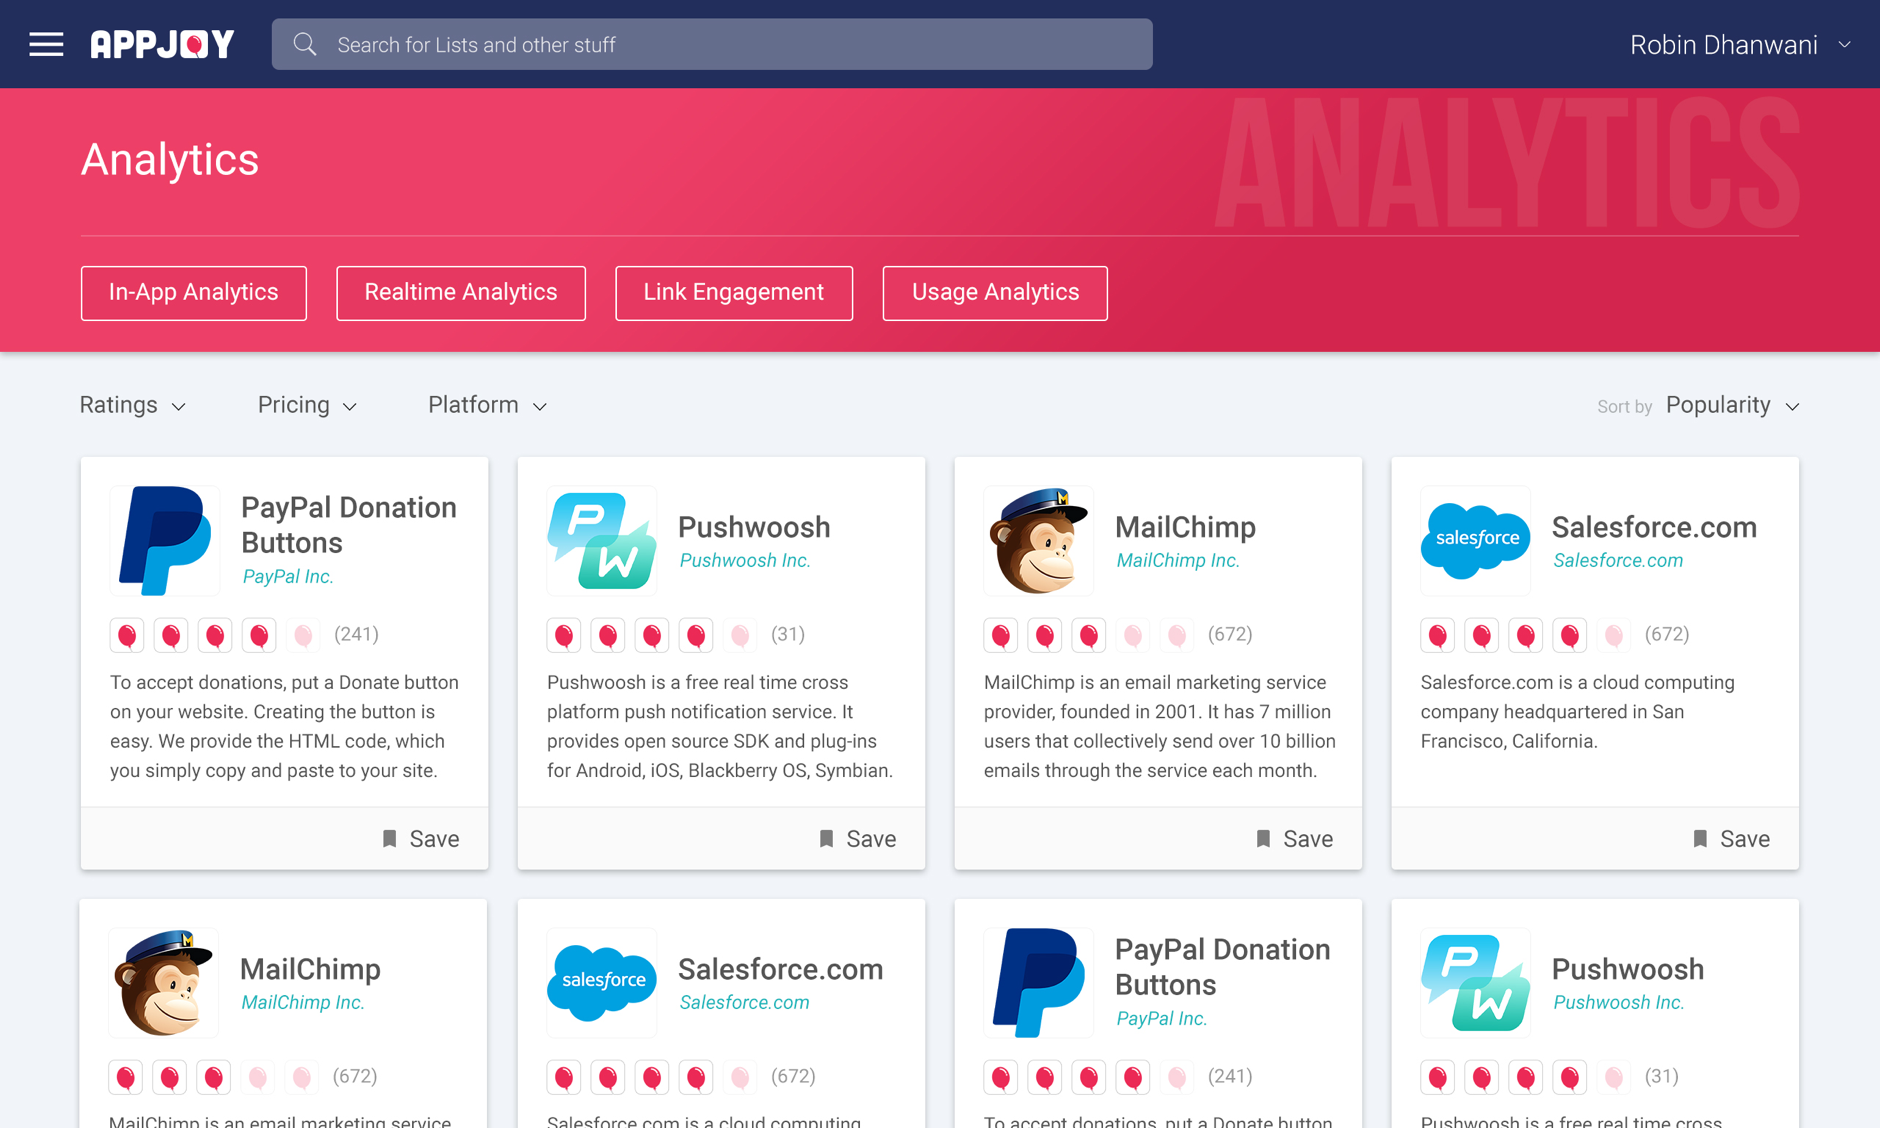 APPJOY
Search for Lists and other stuff
Robin Dhanwani
ANALYTICS
Analytics
In-App Analytics
Realtime Analytics
Link Engagement
Usage Analytics
Ratings
Pricing
Platform
Sort by Popularity
PayPal Donation
Buttons
PayPal Inc.
(241)
To accept donations, put a Donate button
on your website. Creating the button is
easy. We provide the HTML code, which
you simply copy and paste to your site.
Save
P
W
Pushwoosh
Pushwoosh Inc.
(31)
Pushwoosh is a free real time cross
platform push notification service. It
provides open source SDK and plug-ins
for Android, iOS, Blackberry OS, Symbian.
Save
M
MailChimp
MailChimp Inc.
(672)
MailChimp is an email marketing service
provider, founded in 2001. It has 7 million
users that collectively send over 10 billion
emails through the service each month.
Save
salesforce
Salesforce.com
Salesforce.com
(672)
Salesforce.com is a cloud computing
company headquartered in San
Francisco, California.
Save
M
MailChimp
MailChimp Inc.
(672)
MailChimp is an email marketing service
salesforce
Salesforce.com
Salesforce.com
(672)
Salesforce.com is a cloud computing
PayPal Donation
Buttons
PayPal Inc.
(241)
To accept donations, put a Donate button
P
W
Pushwoosh
Pushwoosh Inc.
(31)
Pushwoosh is a free real time cross